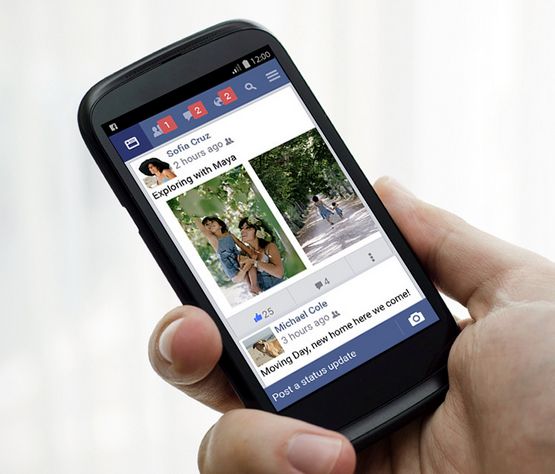 12:00
1
2
2
Sofia Cruz
2 hours ago
Exploring with Maya
25
4
Michael Cole
3 hours ago
Moving Day, new home here we come!
Post a status update